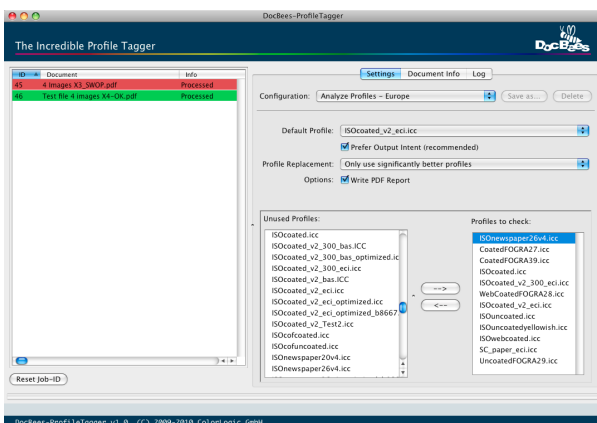 DocBees-ProfileTagger
The Incredible Profile Tagger
DocBees
ID Document Info
45 4 Images X3_SWOP.pdf Processed
46 Test file 4 images X4-OK.pdf Processed
Settings Document Info Log
Configuration: Analyze Profiles - Europe Save as... Delete
Default Profile: ISOcoated_v2_eci.icc
Prefer Output Intent (recommended)
Profile Replacement: Only use significantly better profiles
Options: Write PDF Report
Unused Profiles:
ISOcoated.icc
ISOcoated_v2_300_bas.ICC
ISOcoated_v2_300_bas_optimized.ic
ISOcoated_v2_300_eci.icc
ISOcoated_v2_bas.ICC
ISOcoated_v2_eci.icc
ISOcoated_v2_eci_optimized.icc
ISOcoated_v2_eci_optimized_b8667
ISOcoated_v2_Test2.icc
ISOcofcoated.icc
ISOcofuncoated.icc
ISOnewspaper20v4.icc
ISOnewspaper26v4.icc
-->
<--
Profiles to check:
ISOnewspaper26v4.icc
CoatedFOGRA27.icc
CoatedFOGRA39.icc
ISOcoated.icc
ISOcoated_v2_300_eci.icc
WebCoatedFOGRA28.icc
ISOcoated_v2_eci.icc
ISOuncoated.icc
ISOuncoatedyellowish.icc
ISOwebcoated.icc
SC_paper_eci.icc
UncoatedFOGRA29.icc
Reset Job-ID
DocBees-ProfileTagger v1.0 (C) 2009-2010 ColorLogic GmbH